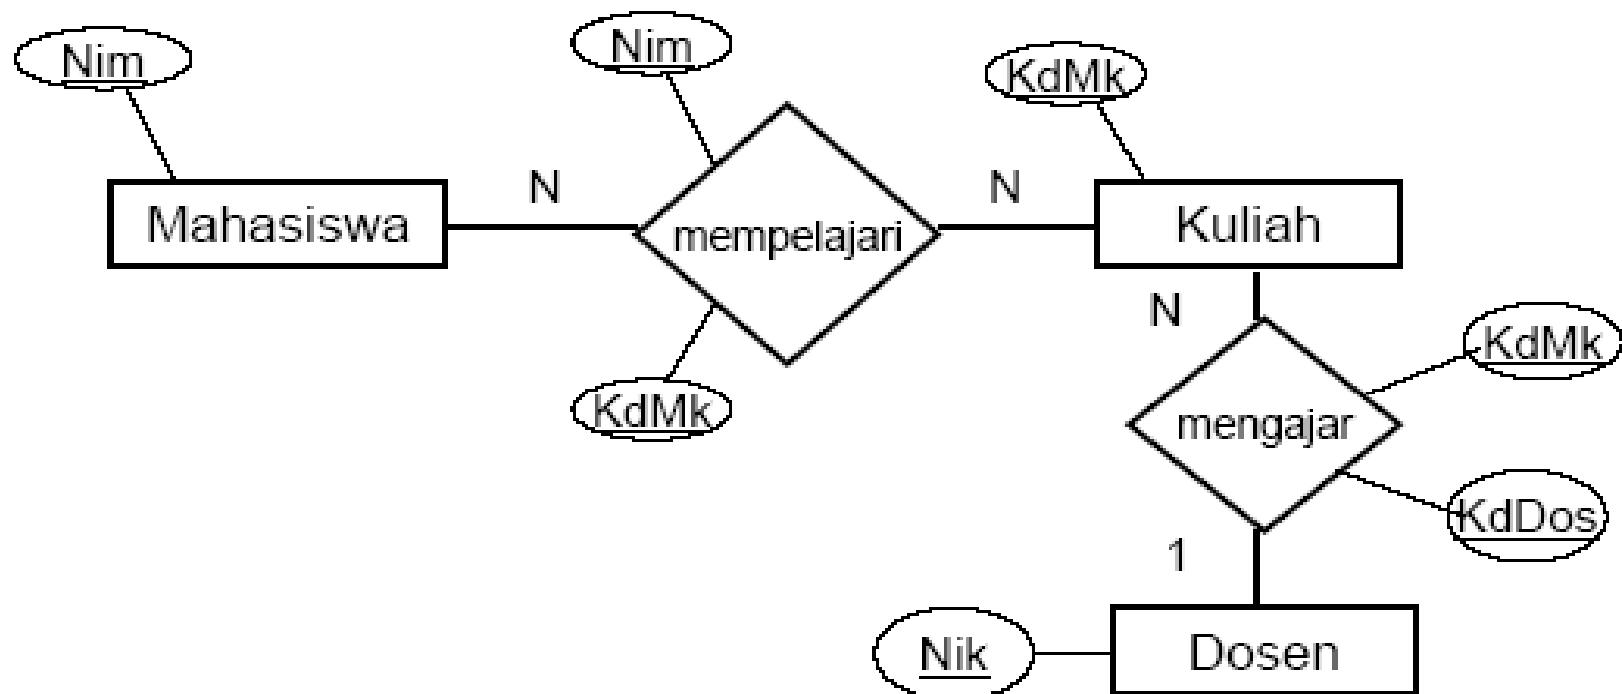 Nim
Nim
KdMk
Mahasiswa
N
mempelajari
N
Kuliah
N
KdMk
KdMk
mengajar
KdDos
1
Nik
Dosen